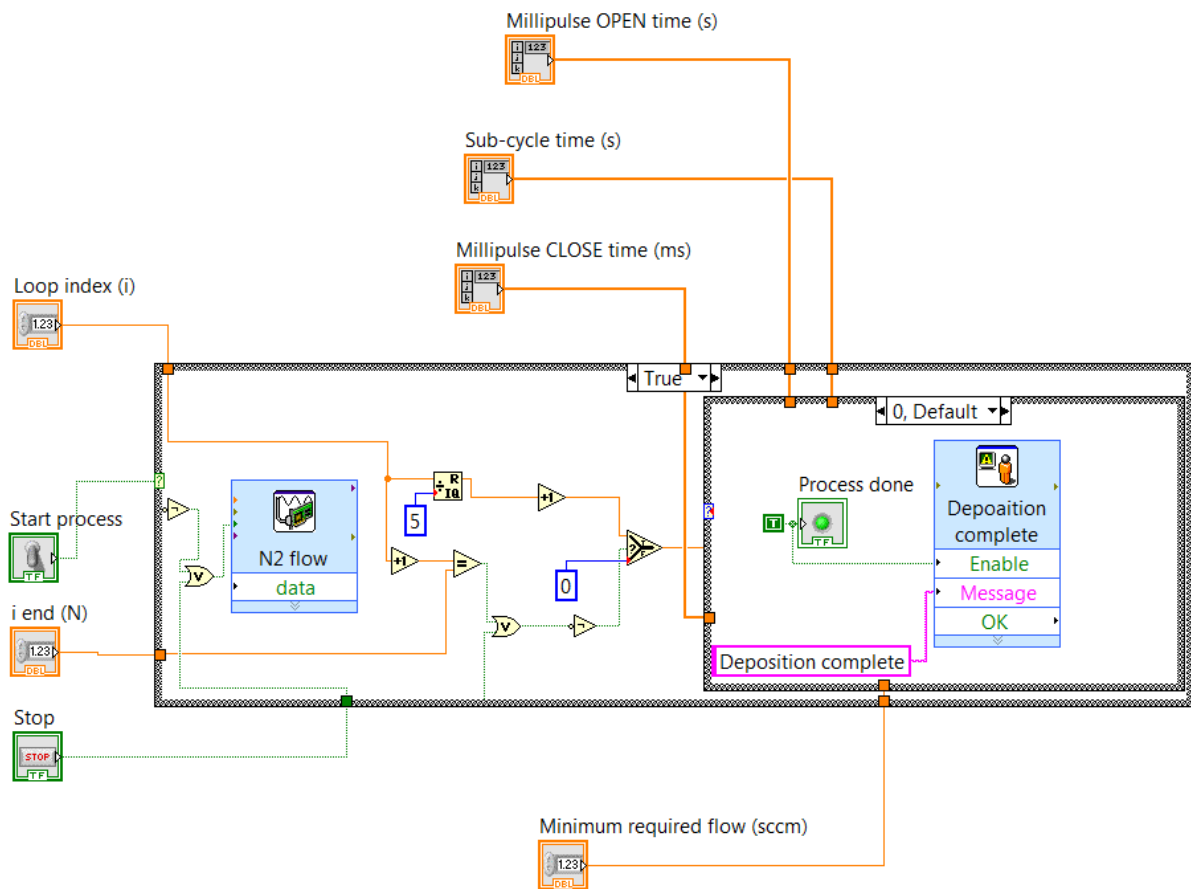 Millipulse OPEN time (s)
123
DBL
Sub-cycle time (s)
123
DBL
Millipulse CLOSE time (ms)
123
DBL
Loop index (i)
1.23
DBL
True
0, Default
Start process
TF
N2 flow
data
R
IQ
5
+1
+1
=
0
?
Process done
T
TF
Depoaition
complete
Enable
Message
OK
Deposition complete
i end (N)
1.23
DBL
Stop
STOP
TF
Minimum required flow (sccm)
1.23
DBL